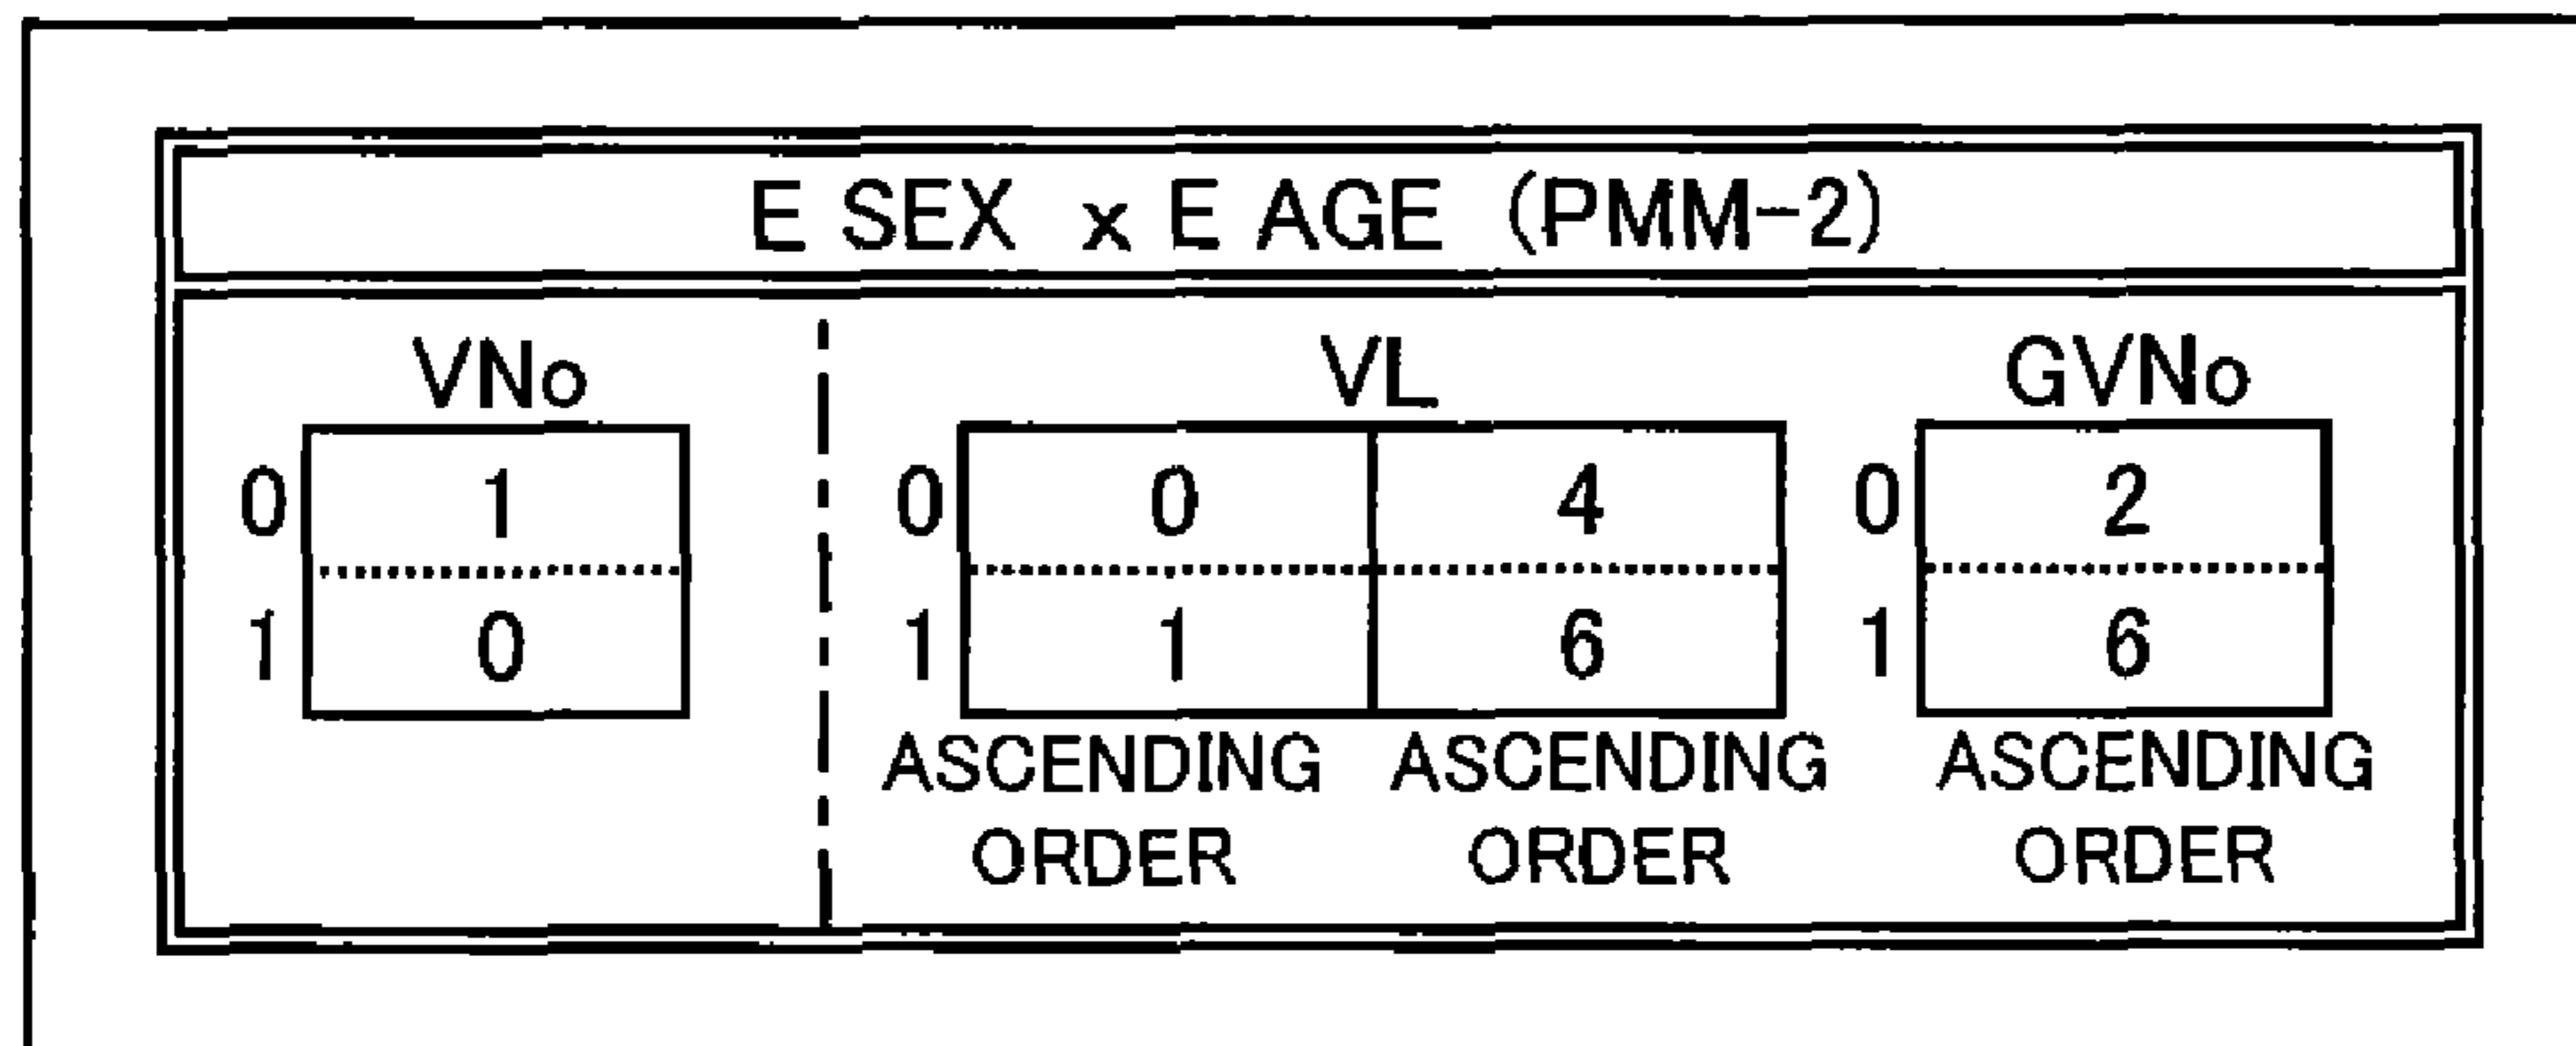 E SEX x E AGE (PMM-2)
VNo VL GVNo
0 1 0 0 4 0 2
1 0 1 1 6 1 6
ASCENDING ASCENDING ASCENDING
ORDER ORDER ORDER